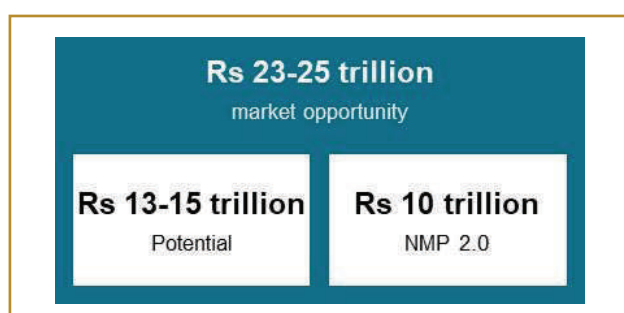 Rs 23-25 trillion
market opportunity
Rs 13-15 trillion
Potential
Rs 10 trillion
NMP 2.0